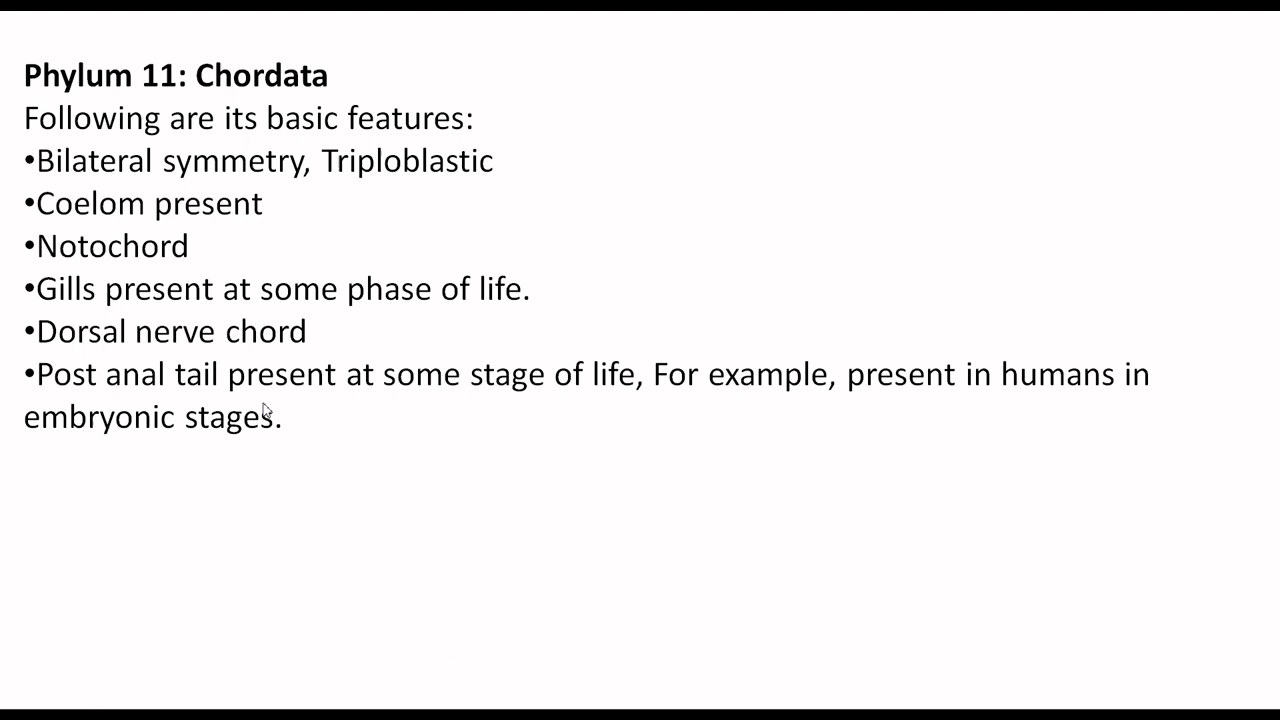 Phylum 11: Chordata
Following are its basic features:
•Bilateral symmetry, Triploblastic
•Coelom present
•Notochord
•Gills present at some phase of life.
•Dorsal nerve chord
•Post anal tail present at some stage of life, For example, present in humans in
embryonic stages.